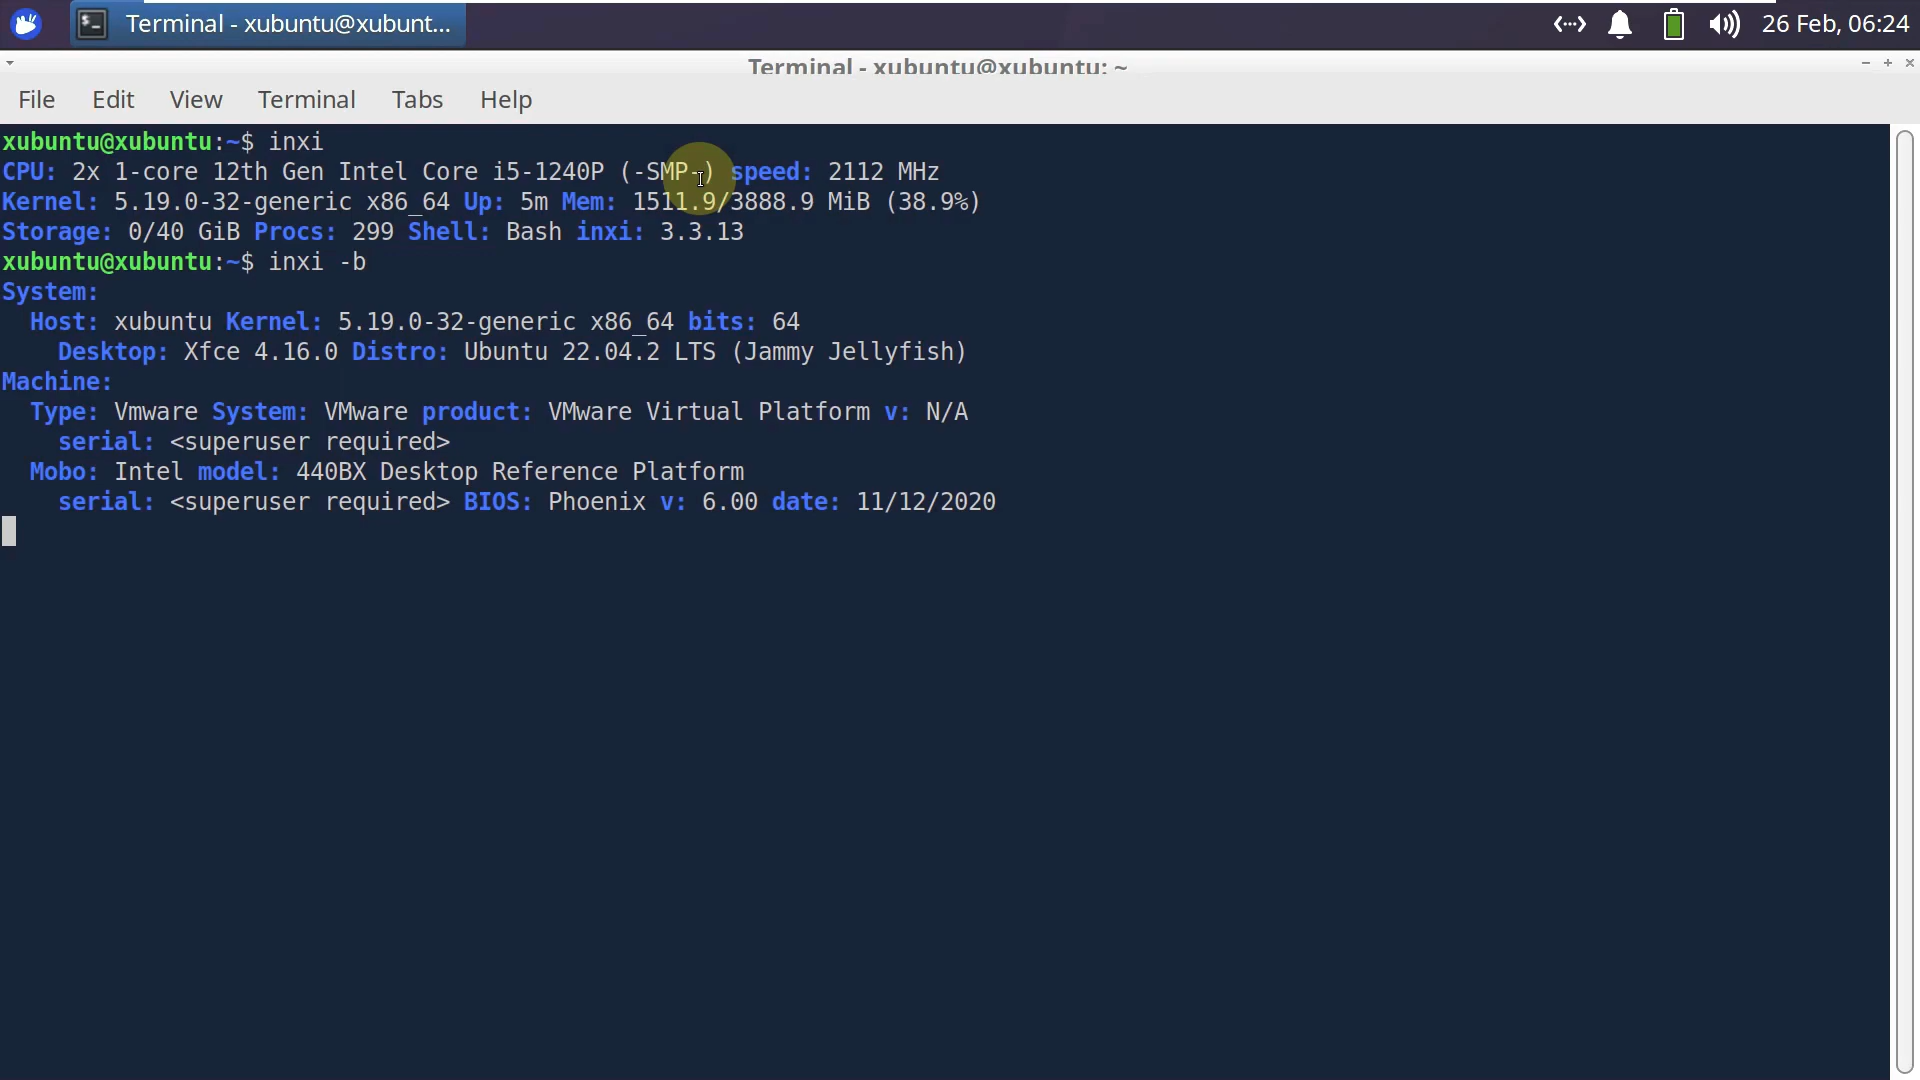 Terminal - xubuntu@xubunt... 26 Feb, 06:24
Terminal - xubuntu@xubuntu: ~
File Edit View Terminal Tabs Help
xubuntu@xubuntu:~$ inxi
CPU: 2x 1-core 12th Gen Intel Core i5-1240P (-SMP-) speed: 2112 MHz
Kernel: 5.19.0-32-generic x86_64 Up: 5m Mem: 1511.9/3888.9 MiB (38.9%)
Storage: 0/40 GiB Procs: 299 Shell: Bash inxi: 3.3.13
xubuntu@xubuntu:~$ inxi -b
System:
  Host: xubuntu Kernel: 5.19.0-32-generic x86_64 bits: 64
    Desktop: Xfce 4.16.0 Distro: Ubuntu 22.04.2 LTS (Jammy Jellyfish)
Machine:
  Type: Vmware System: VMware product: VMware Virtual Platform v: N/A
    serial: <superuser required>
  Mobo: Intel model: 440BX Desktop Reference Platform
    serial: <superuser required> BIOS: Phoenix v: 6.00 date: 11/12/2020